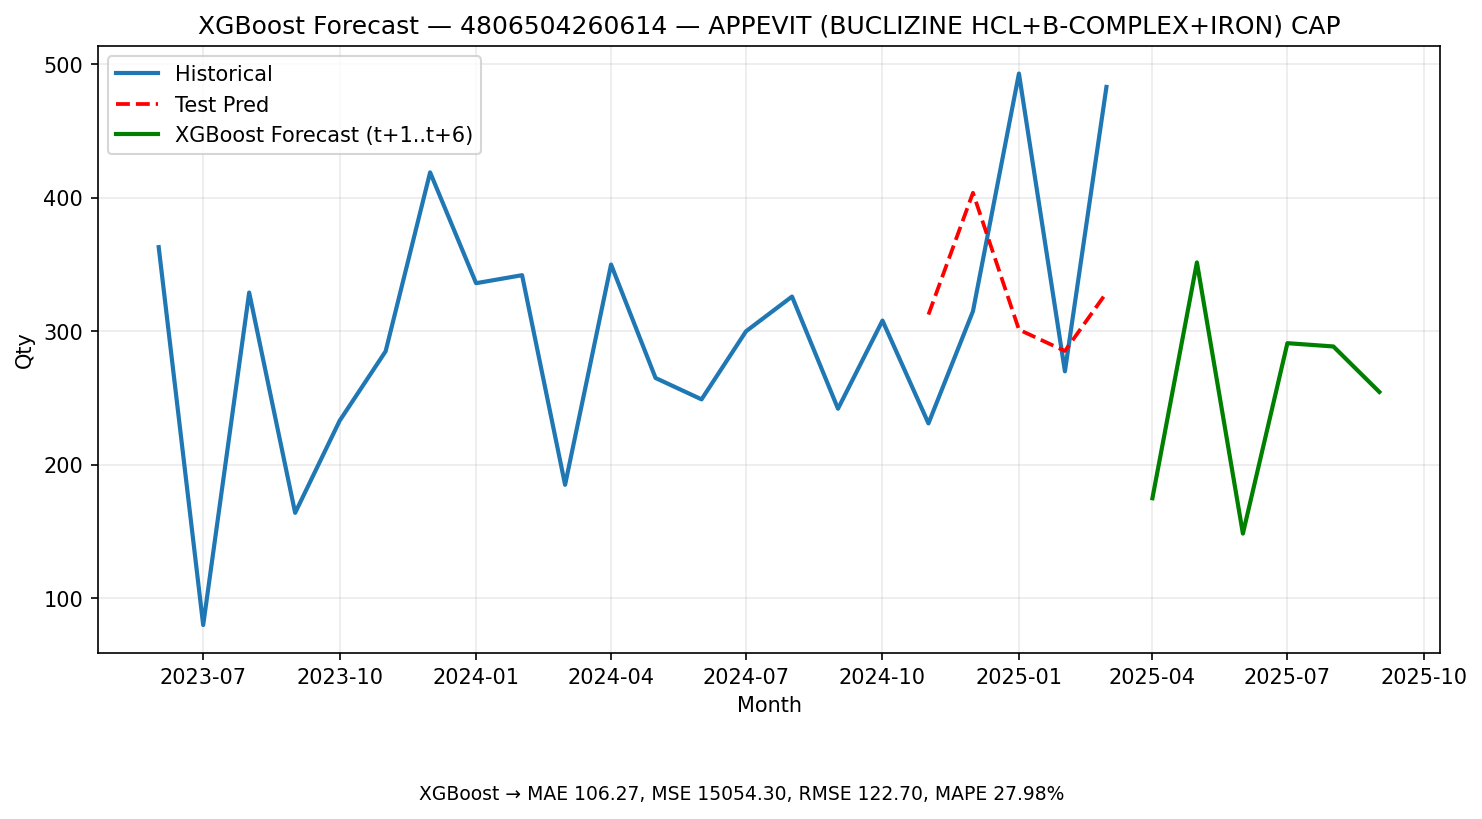 XGBoost Forecast — 4806504260614 — APPEVIT (BUCLIZINE HCL+B-COMPLEX+IRON) CAP
Historical
Test Pred
XGBoost Forecast (t+1..t+6)
500
400
300
200
100
Qty
2023-07
2023-10
2024-01
2024-04
2024-07
2024-10
2025-01
2025-04
2025-07
2025-10
Month
XGBoost → MAE 106.27, MSE 15054.30, RMSE 122.70, MAPE 27.98%